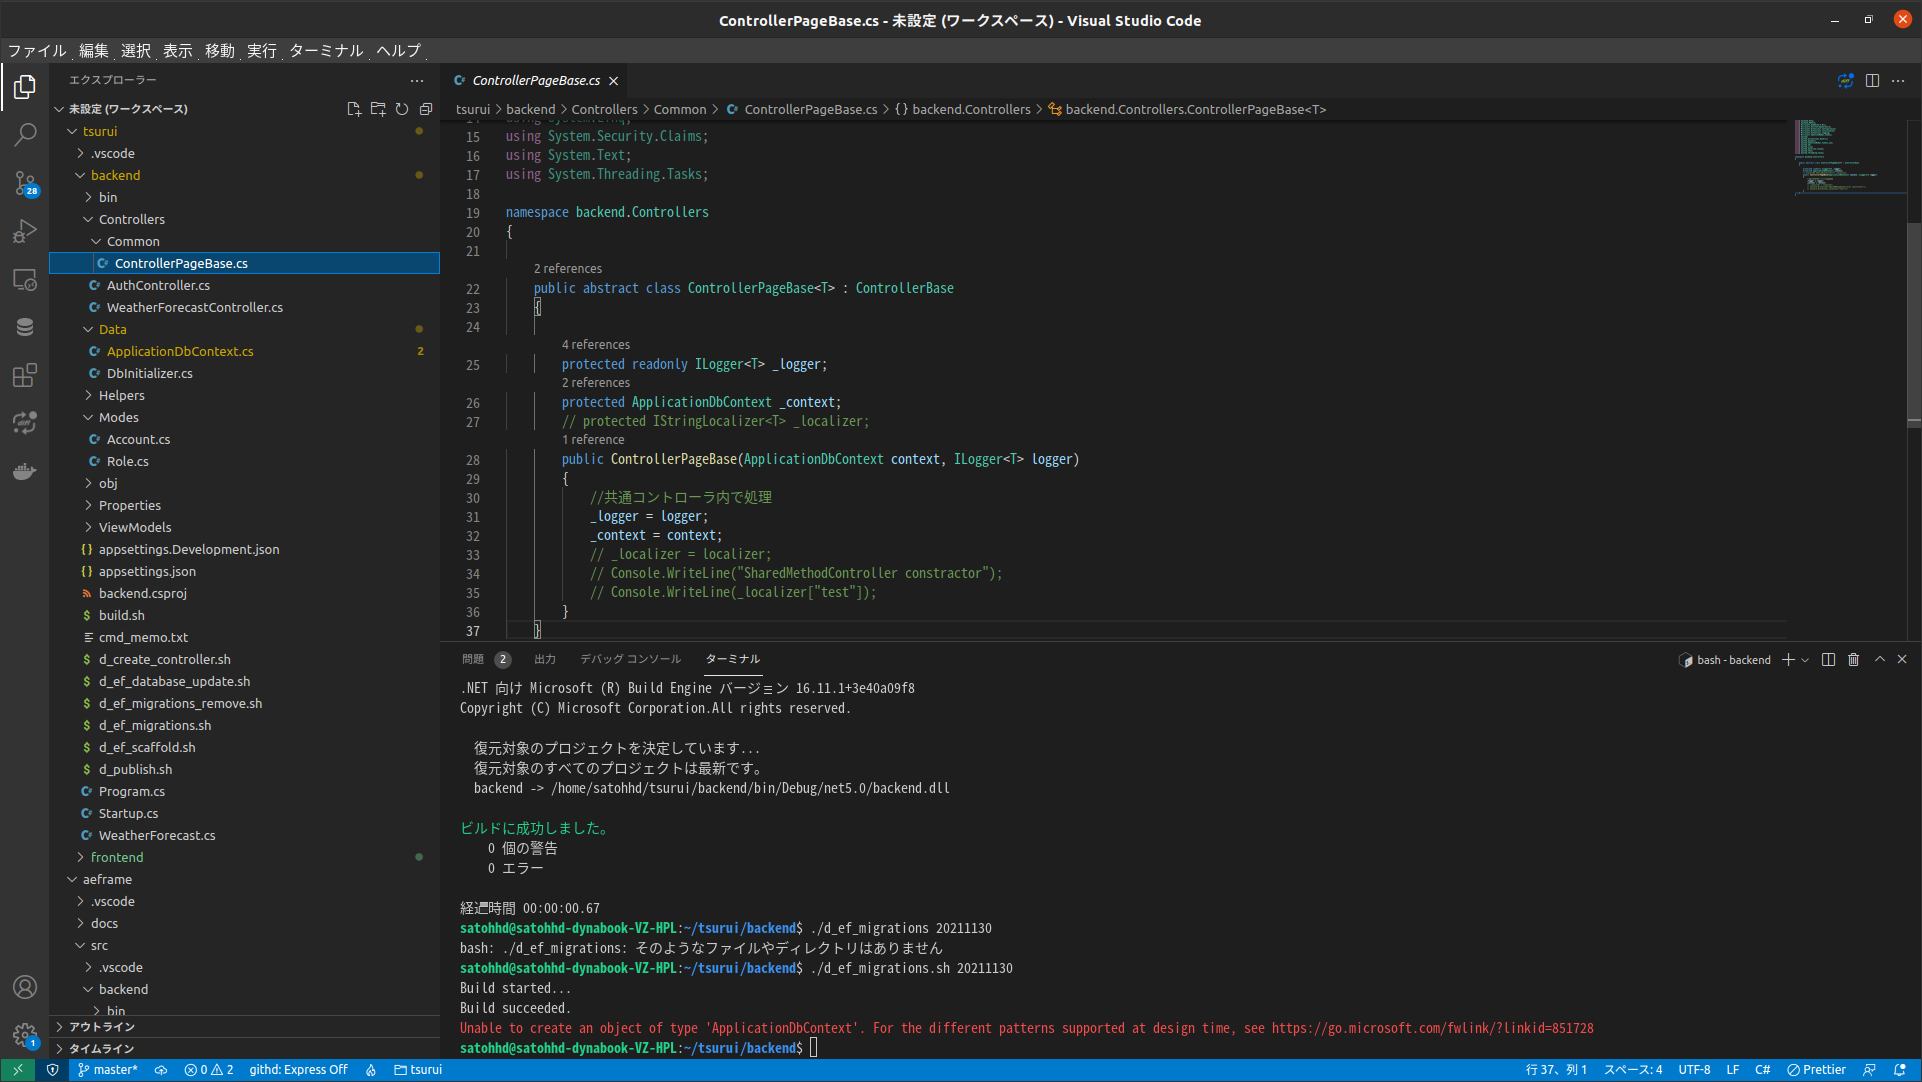 ControllerPageBase.cs - 未設定 (ワークスペース) - Visual Studio Code
ファイル 編集 選択 表示 移動 実行 ターミナル ヘルプ
エクスプローラー
未設定 (ワークスペース)
tsurui
.vscode
backend
bin
Controllers
Common
ControllerPageBase.cs
AuthController.cs
WeatherForecastController.cs
Data
ApplicationDbContext.cs 2
DbInitializer.cs
Helpers
Modes
Account.cs
Role.cs
obj
Properties
ViewModels
appsettings.Development.json
appsettings.json
backend.csproj
build.sh
cmd_memo.txt
d_create_controller.sh
d_ef_database_update.sh
d_ef_migrations_remove.sh
d_ef_migrations.sh
d_ef_scaffold.sh
d_publish.sh
Program.cs
Startup.cs
WeatherForecast.cs
frontend
aeframe
.vscode
docs
src
.vscode
backend
bin
アウトライン
タイムライン
28
1
ControllerPageBase.cs
tsurui > backend > Controllers > Common > ControllerPageBase.cs > {} backend.Controllers > backend.Controllers.ControllerPageBase<T>
14 using System.Linq;
15 using System.Security.Claims;
16 using System.Text;
17 using System.Threading.Tasks;
18
19 namespace backend.Controllers
20 {
21
2 references
22 public abstract class ControllerPageBase<T> : ControllerBase
23 {
24
4 references
25 protected readonly ILogger<T> _logger;
2 references
26 protected ApplicationDbContext _context;
27 // protected IStringLocalizer<T> _localizer;
1 reference
28 public ControllerPageBase(ApplicationDbContext context, ILogger<T> logger)
29 {
30 //共通コントローラ内で処理
31 _logger = logger;
32 _context = context;
33 // _localizer = localizer;
34 // Console.WriteLine("SharedMethodController constractor");
35 // Console.WriteLine(_localizer["test"]);
36 }
37 }
問題 2 出力 デバッグ コンソール ターミナル
bash - backend
.NET 向け Microsoft (R) Build Engine バージョン 16.11.1+3e40a09f8
Copyright (C) Microsoft Corporation.All rights reserved.
復元対象のプロジェクトを決定しています...
復元対象のすべてのプロジェクトは最新です。
backend -> /home/satohhd/tsurui/backend/bin/Debug/net5.0/backend.dll
ビルドに成功しました。
0 個の警告
0 エラー
経過時間 00:00:00.67
satohhd@satohhd-dynabook-VZ-HPL:~/tsurui/backend$ ./d_ef_migrations 20211130
bash: ./d_ef_migrations: そのようなファイルやディレクトリはありません
satohhd@satohhd-dynabook-VZ-HPL:~/tsurui/backend$ ./d_ef_migrations.sh 20211130
Build started...
Build succeeded.
Unable to create an object of type 'ApplicationDbContext'. For the different patterns supported at design time, see https://go.microsoft.com/fwlink/?linkid=851728
satohhd@satohhd-dynabook-VZ-HPL:~/tsurui/backend$
master* 0 2 githd: Express Off tsurui 行 37、列 1 スペース: 4 UTF-8 LF C# Prettier